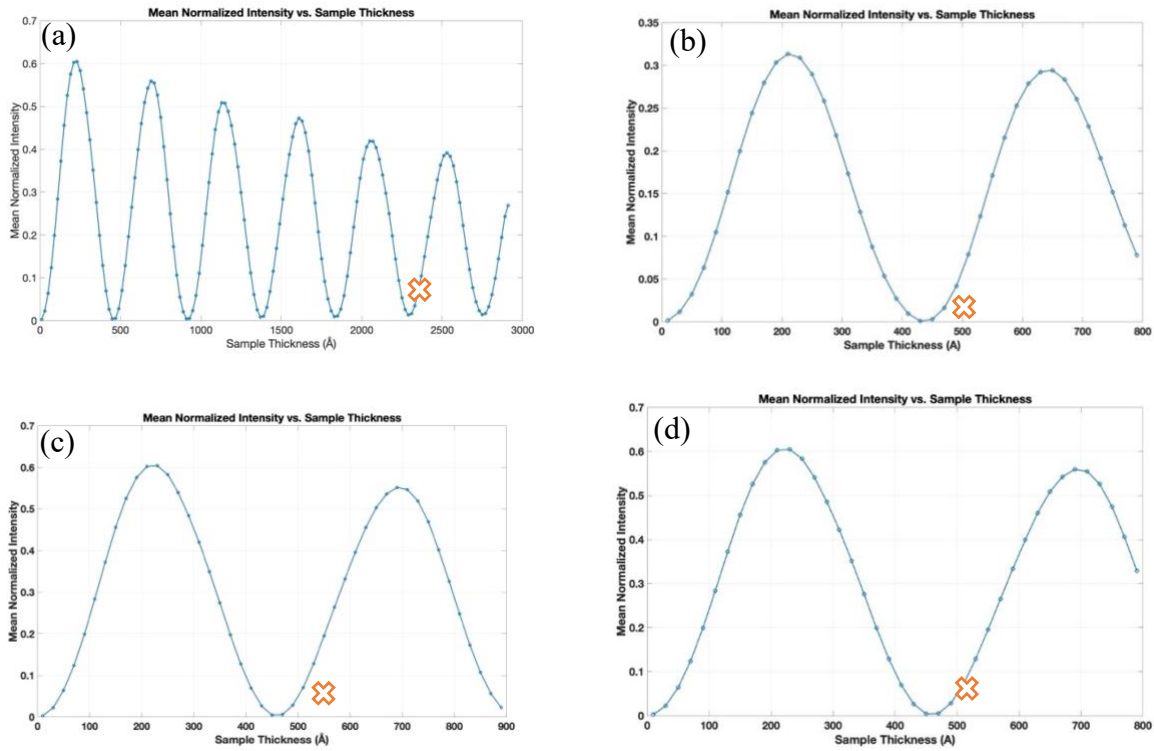 Mean Normalized Intensity vs. Sample Thickness
(a)
0.7
0.6
0.5
0.4
0.3
0.2
0.1
0
Mean Normalized Intensity
0 500 1000 1500 2000 2500 3000
Sample Thickness (Å)
Mean Normalized Intensity vs. Sample Thickness
(b)
0.35
0.3
0.25
0.2
0.15
0.1
0.05
0
Mean Normalized Intensity
0 100 200 300 400 500 600 700 800
Sample Thickness (A)
Mean Normalized Intensity vs. Sample Thickness
(c)
0.7
0.6
0.5
0.4
0.3
0.2
0.1
0
Mean Normalized Intensity
0 100 200 300 400 500 600 700 800 900
Sample Thickness (Å)
Mean Normalized Intensity vs. Sample Thickness
(d)
0.7
0.6
0.5
0.4
0.3
0.2
0.1
0
Mean Normalized Intensity
0 100 200 300 400 500 600 700 800
Sample Thickness (A)